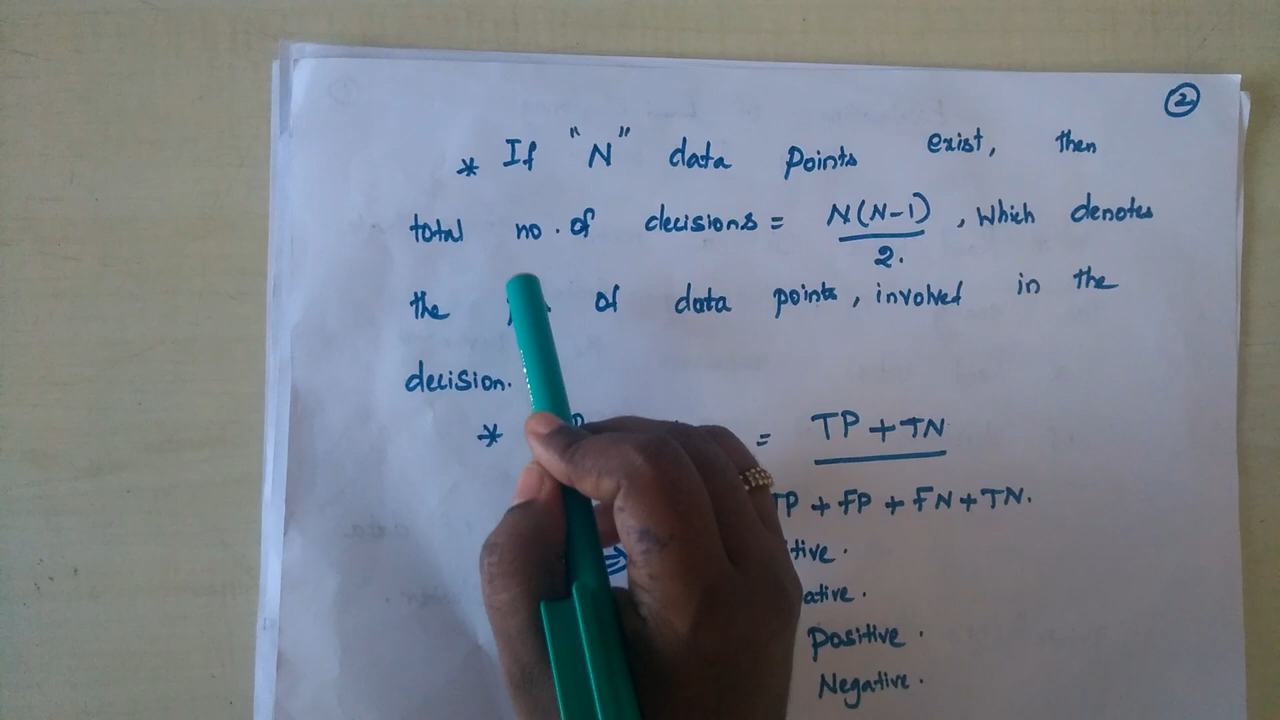 2
* If "N" data points exist, then
total no. of decisions = N(N-1) , which denotes
2.
the of data points, involved in the
decision.
* = TP + TN
TP + FP + FN + TN.
⇒ tive.
ative.
Positive.
Negative.